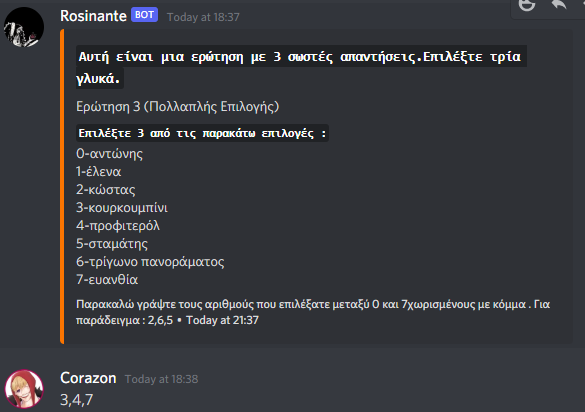 Rosinante BOT Today at 18:37
Αυτή είναι μια ερώτηση με 3 σωστές απαντήσεις.Επιλέξτε τρία
γλυκά.
Ερώτηση 3 (Πολλαπλής Επιλογής)
Επιλέξτε 3 από τις παρακάτω επιλογές :
0-αντώνης
1-έλενα
2-κώστας
3-κουρκουμπίνι
4-προφιτερόλ
5-σταμάτης
6-τρίγωνο πανοράματος
7-ευανθία
Παρακαλώ γράψτε τους αριθμούς που επιλέξατε μεταξύ 0 και 7χωρισμένους με κόμμα . Για
παράδειγμα : 2,6,5 • Today at 21:37
Corazon Today at 18:38
3,4,7